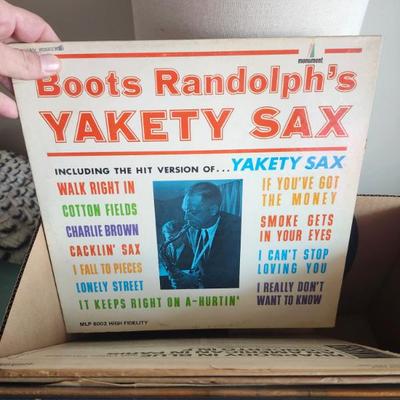 monument
Boots Randolph's
YAKETY SAX
INCLUDING THE HIT VERSION OF... YAKETY SAX
WALK RIGHT IN
COTTON FIELDS
CHARLIE BROWN
CACKLIN' SAX
I FALL TO PIECES
LONELY STREET
IT KEEPS RIGHT ON A-HURTIN'
IF YOU'VE GOT
THE MONEY
SMOKE GETS
IN YOUR EYES
I CAN'T STOP
LOVING YOU
I REALLY DON'T
WANT TO KNOW
MLP 8002 HIGH FIDELITY